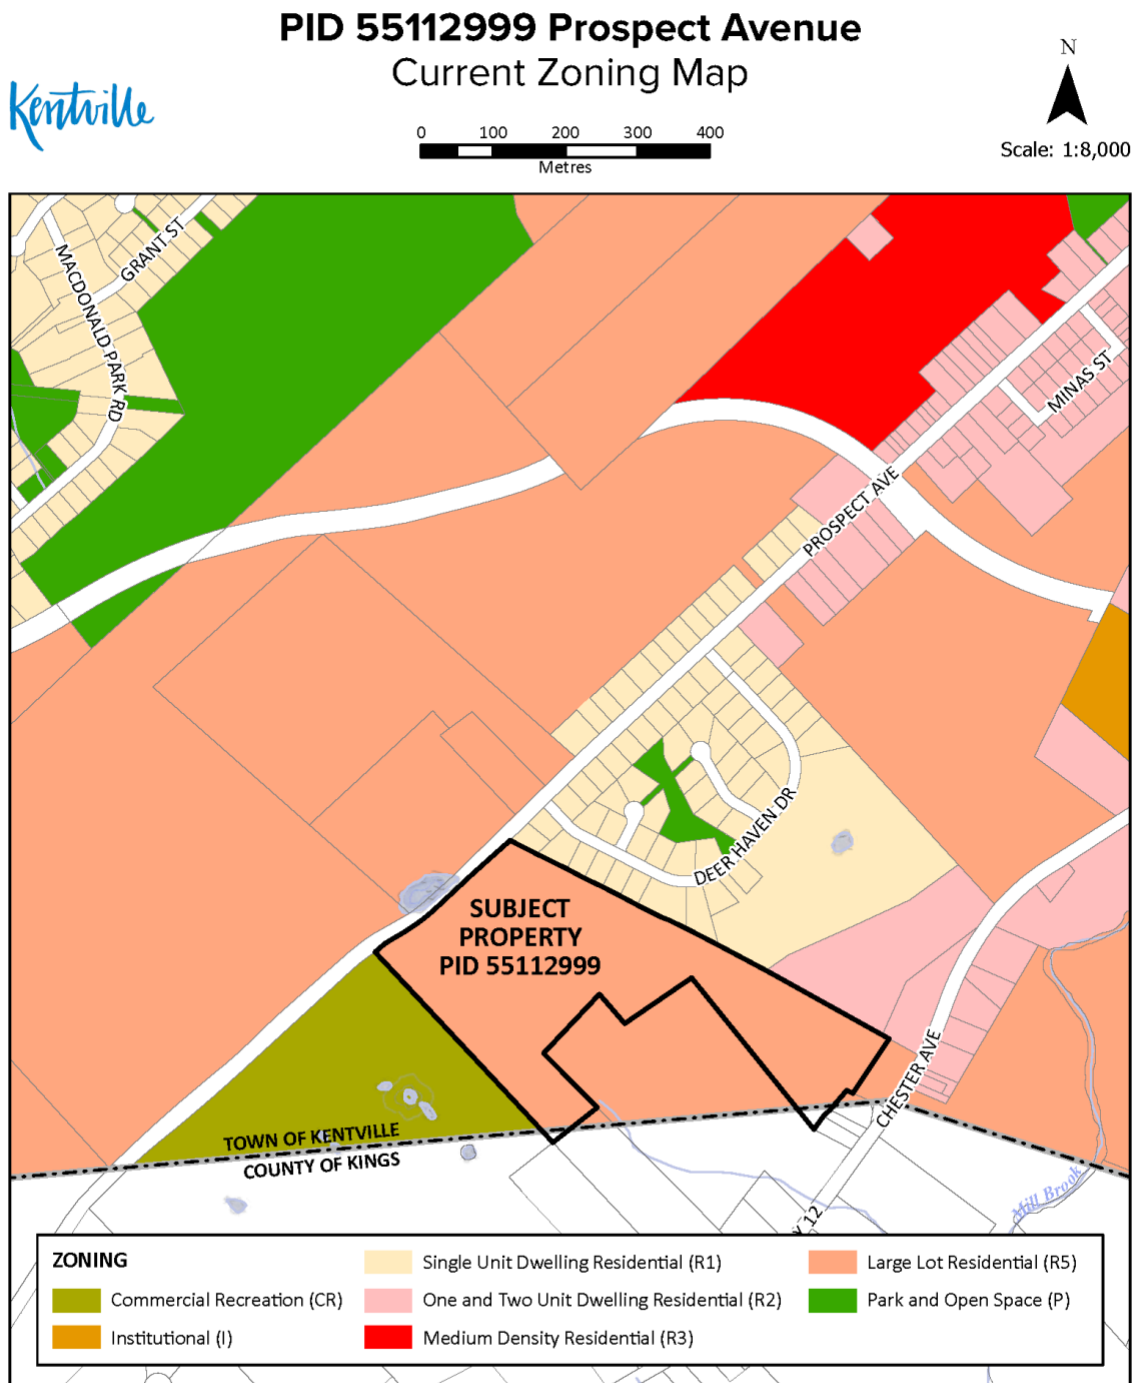 PID 55112999 Prospect Avenue
Current Zoning Map
Kentville
N
Scale: 1:8,000
0 100 200 300 400
Metres
GRANT ST
MACDONALD PARK RD
MINAS ST
PROSPECT AVE
DEER HAVEN DR
SUBJECT
PROPERTY
PID 55112999
CHESTER AVE
TOWN OF KENTVILLE
COUNTY OF KINGS
Mill Brook
12
ZONING
Commercial Recreation (CR)
Institutional (I)
Single Unit Dwelling Residential (R1)
One and Two Unit Dwelling Residential (R2)
Medium Density Residential (R3)
Large Lot Residential (R5)
Park and Open Space (P)